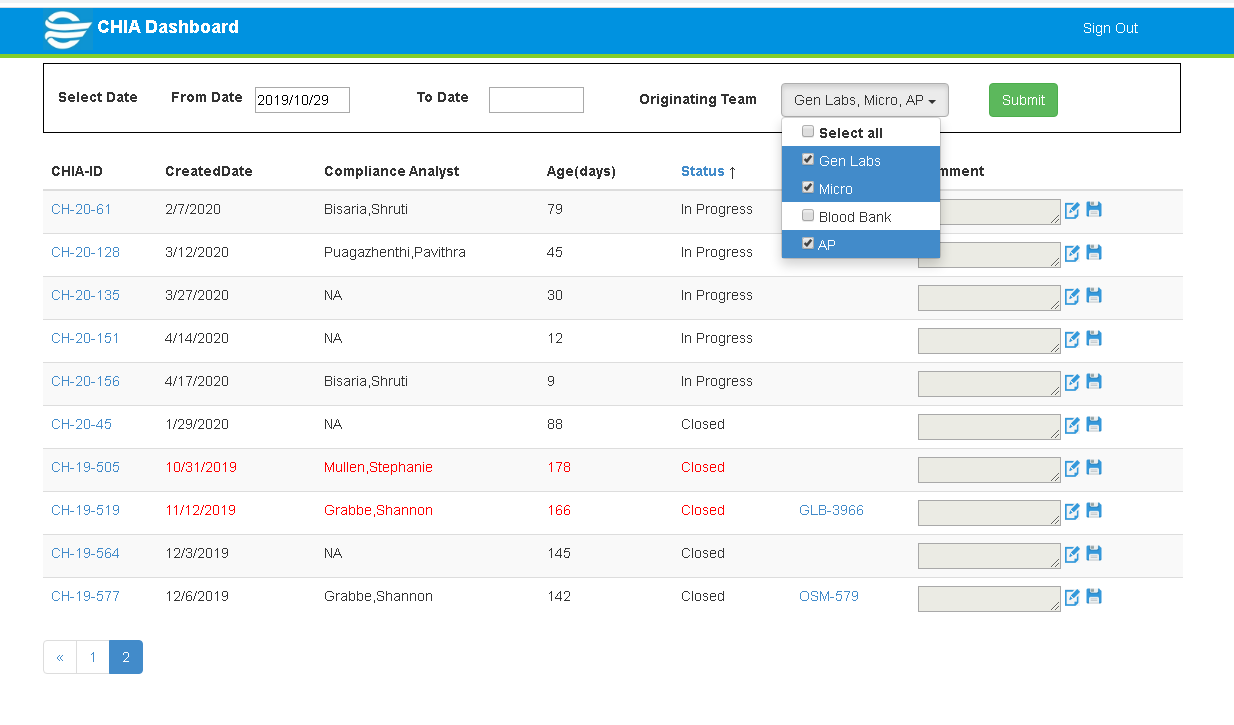 CHIA Dashboard Sign Out
Select Date From Date 2019/10/29 To Date Originating Team Gen Labs, Micro, AP Submit
Select all
Gen Labs
Micro
Blood Bank
AP
CHIA-ID CreatedDate Compliance Analyst Age(days) Status ↑ mment
CH-20-61 2/7/2020 Bisaria,Shruti 79 In Progress
CH-20-128 3/12/2020 Puagazhenthi,Pavithra 45 In Progress
CH-20-135 3/27/2020 NA 30 In Progress
CH-20-151 4/14/2020 NA 12 In Progress
CH-20-156 4/17/2020 Bisaria,Shruti 9 In Progress
CH-20-45 1/29/2020 NA 88 Closed
CH-19-505 10/31/2019 Mullen,Stephanie 178 Closed
CH-19-519 11/12/2019 Grabbe,Shannon 166 Closed GLB-3966
CH-19-564 12/3/2019 NA 145 Closed
CH-19-577 12/6/2019 Grabbe,Shannon 142 Closed OSM-579
« 1 2